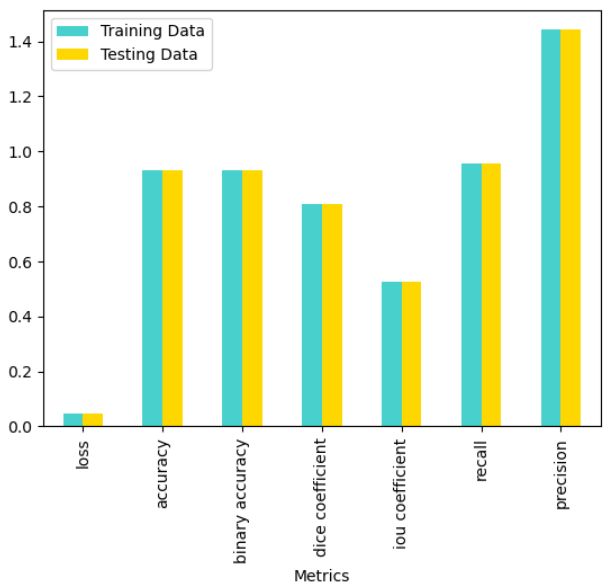 Training Data
Testing Data
1.4
1.2
1.0
0.8
0.6
0.4
0.2
0.0
loss
accuracy
binary accuracy
dice coefficient
iou coefficient
recall
precision
Metrics